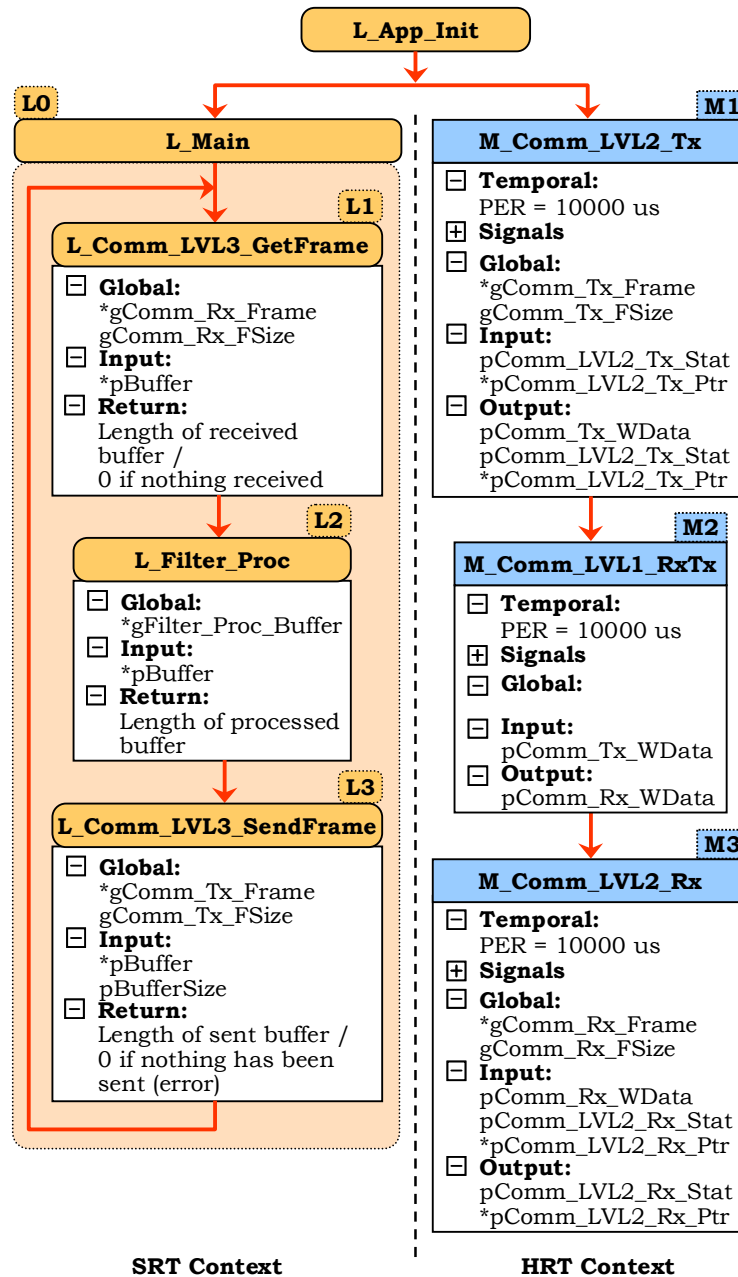 L_App_Init
L0
L_Main
L1
L_Comm_LVL3_GetFrame
− Global:
*gComm_Rx_Frame
gComm_Rx_FSize
− Input:
*pBuffer
− Return:
Length of received
buffer /
0 if nothing received
L2
L_Filter_Proc
− Global:
*gFilter_Proc_Buffer
− Input:
*pBuffer
− Return:
Length of processed
buffer
L3
L_Comm_LVL3_SendFrame
− Global:
*gComm_Tx_Frame
gComm_Tx_FSize
− Input:
*pBuffer
pBufferSize
− Return:
Length of sent buffer /
0 if nothing has been
sent (error)
SRT Context
M1
M_Comm_LVL2_Tx
− Temporal:
PER = 10000 us
+ Signals
− Global:
*gComm_Tx_Frame
gComm_Tx_FSize
− Input:
pComm_LVL2_Tx_Stat
*pComm_LVL2_Tx_Ptr
− Output:
pComm_Tx_WData
pComm_LVL2_Tx_Stat
*pComm_LVL2_Tx_Ptr
M2
M_Comm_LVL1_RxTx
− Temporal:
PER = 10000 us
+ Signals
− Global:
− Input:
pComm_Tx_WData
− Output:
pComm_Rx_WData
M3
M_Comm_LVL2_Rx
− Temporal:
PER = 10000 us
+ Signals
− Global:
*gComm_Rx_Frame
gComm_Rx_FSize
− Input:
pComm_Rx_WData
pComm_LVL2_Rx_Stat
*pComm_LVL2_Rx_Ptr
− Output:
pComm_LVL2_Rx_Stat
*pComm_LVL2_Rx_Ptr
HRT Context